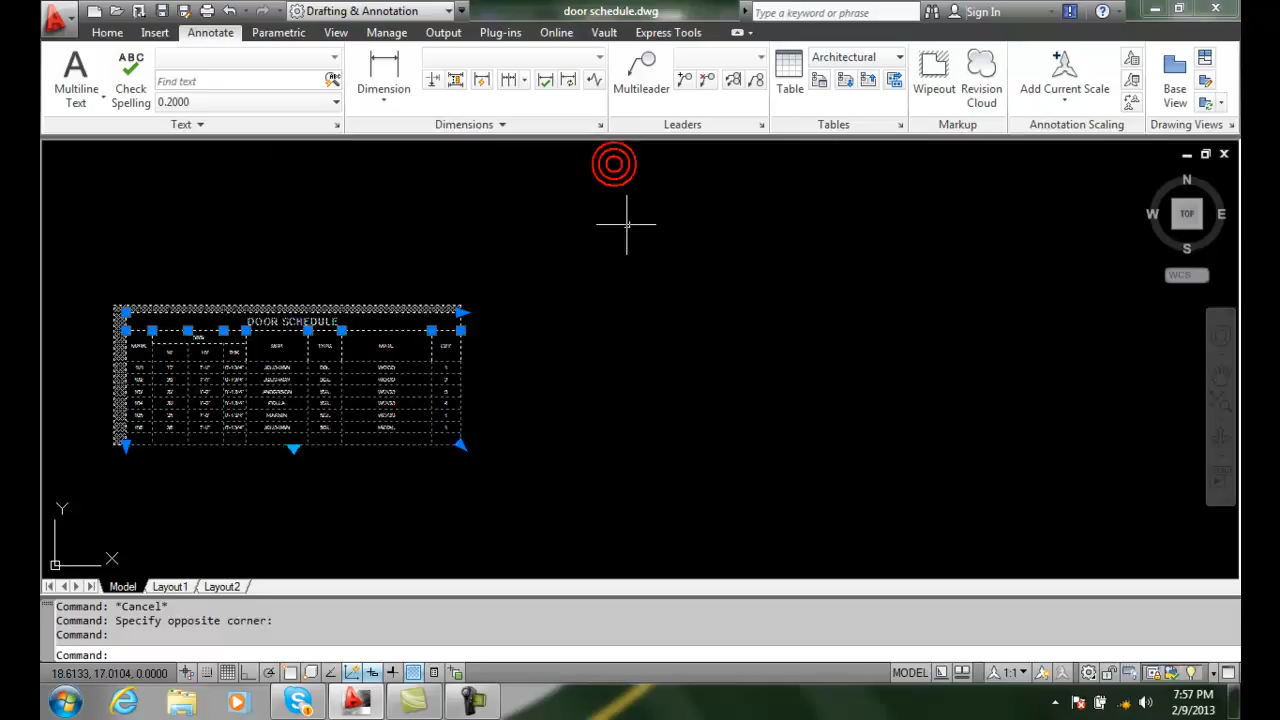 door schedule.dwg
Drafting & Annotation
Type a keyword or phrase
Sign In
Home Insert Annotate Parametric View Manage Output Plug-ins Online Vault Express Tools
Multiline Text
ABC
Check Spelling
Find text
0.2000
Dimension
Multileader
Table
Architectural
Wipeout
Revision Cloud
Add Current Scale
Base View
Text Dimensions Leaders Tables Markup Annotation Scaling Drawing Views
N
W TOP E
S
WCS
DOOR SCHEDULE
Y
X
Model Layout1 Layout2
Command: *Cancel*
Command: Specify opposite corner:
Command:
Command:
18.6133, 17.0104, 0.0000
MODEL
1:1
7:57 PM
2/9/2013